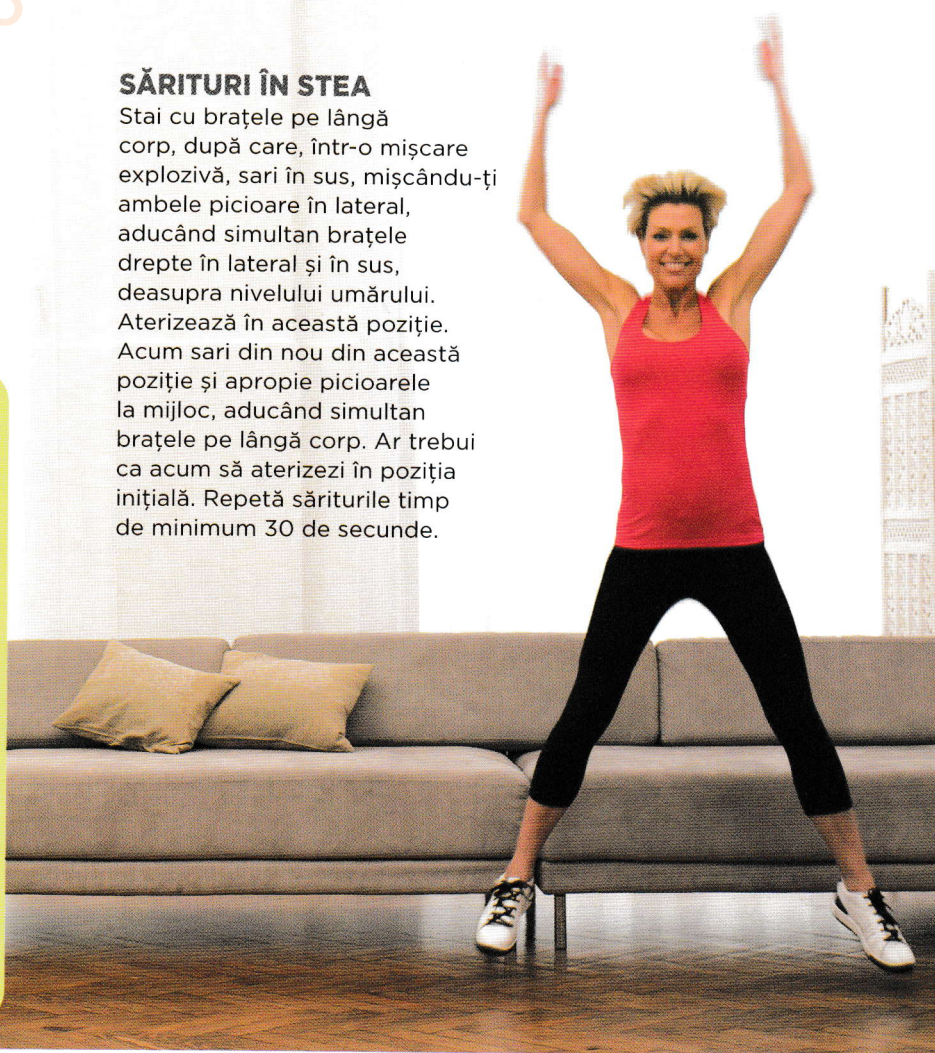 SĂRITURI ÎN STEA
Stai cu brațele pe lângă
corp, după care, într-o mișcare
explozivă, sari în sus, mișcându-ți
ambele picioare în lateral,
aducând simultan brațele
drepte în lateral și în sus,
deasupra nivelului umărului.
Aterizează în această poziție.
Acum sari din nou din această
poziție și apropie picioarele
la mijloc, aducând simultan
brațele pe lângă corp. Ar trebui
ca acum să aterizezi în poziția
inițială. Repetă săriturile timp
de minimum 30 de secunde.